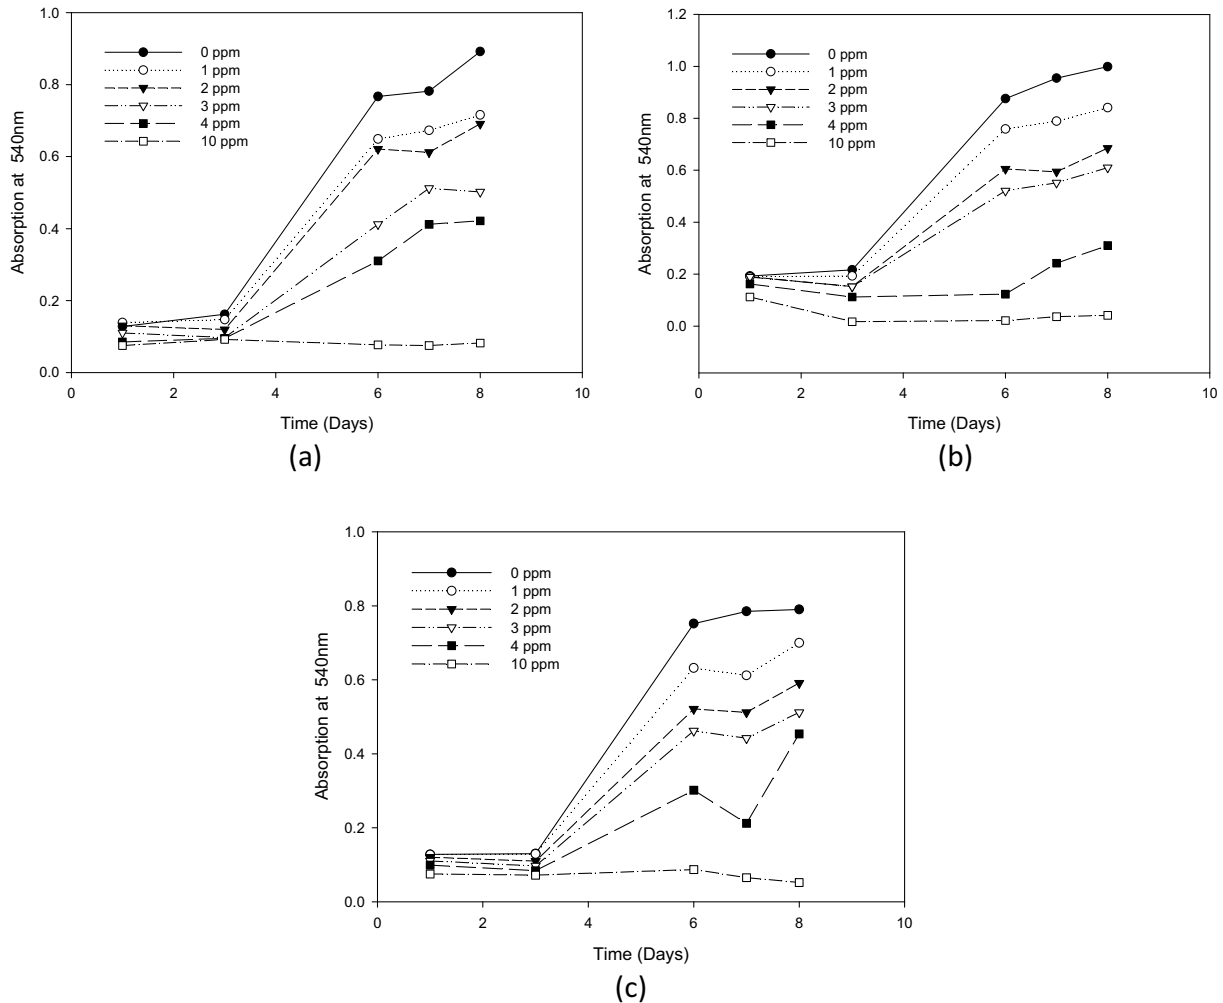 1.0
0.8
0.6
0.4
0.2
0.0
Absorption at 540nm
0 ppm
1 ppm
2 ppm
3 ppm
4 ppm
10 ppm
0 2 4 6 8 10
Time (Days)
(a)
1.2
1.0
0.8
0.6
0.4
0.2
0.0
Absorption at 540nm
0 ppm
1 ppm
2 ppm
3 ppm
4 ppm
10 ppm
0 2 4 6 8 10
Time (Days)
(b)
1.0
0.8
0.6
0.4
0.2
0.0
Absorption at 540nm
0 ppm
1 ppm
2 ppm
3 ppm
4 ppm
10 ppm
0 2 4 6 8 10
Time (Days)
(c)